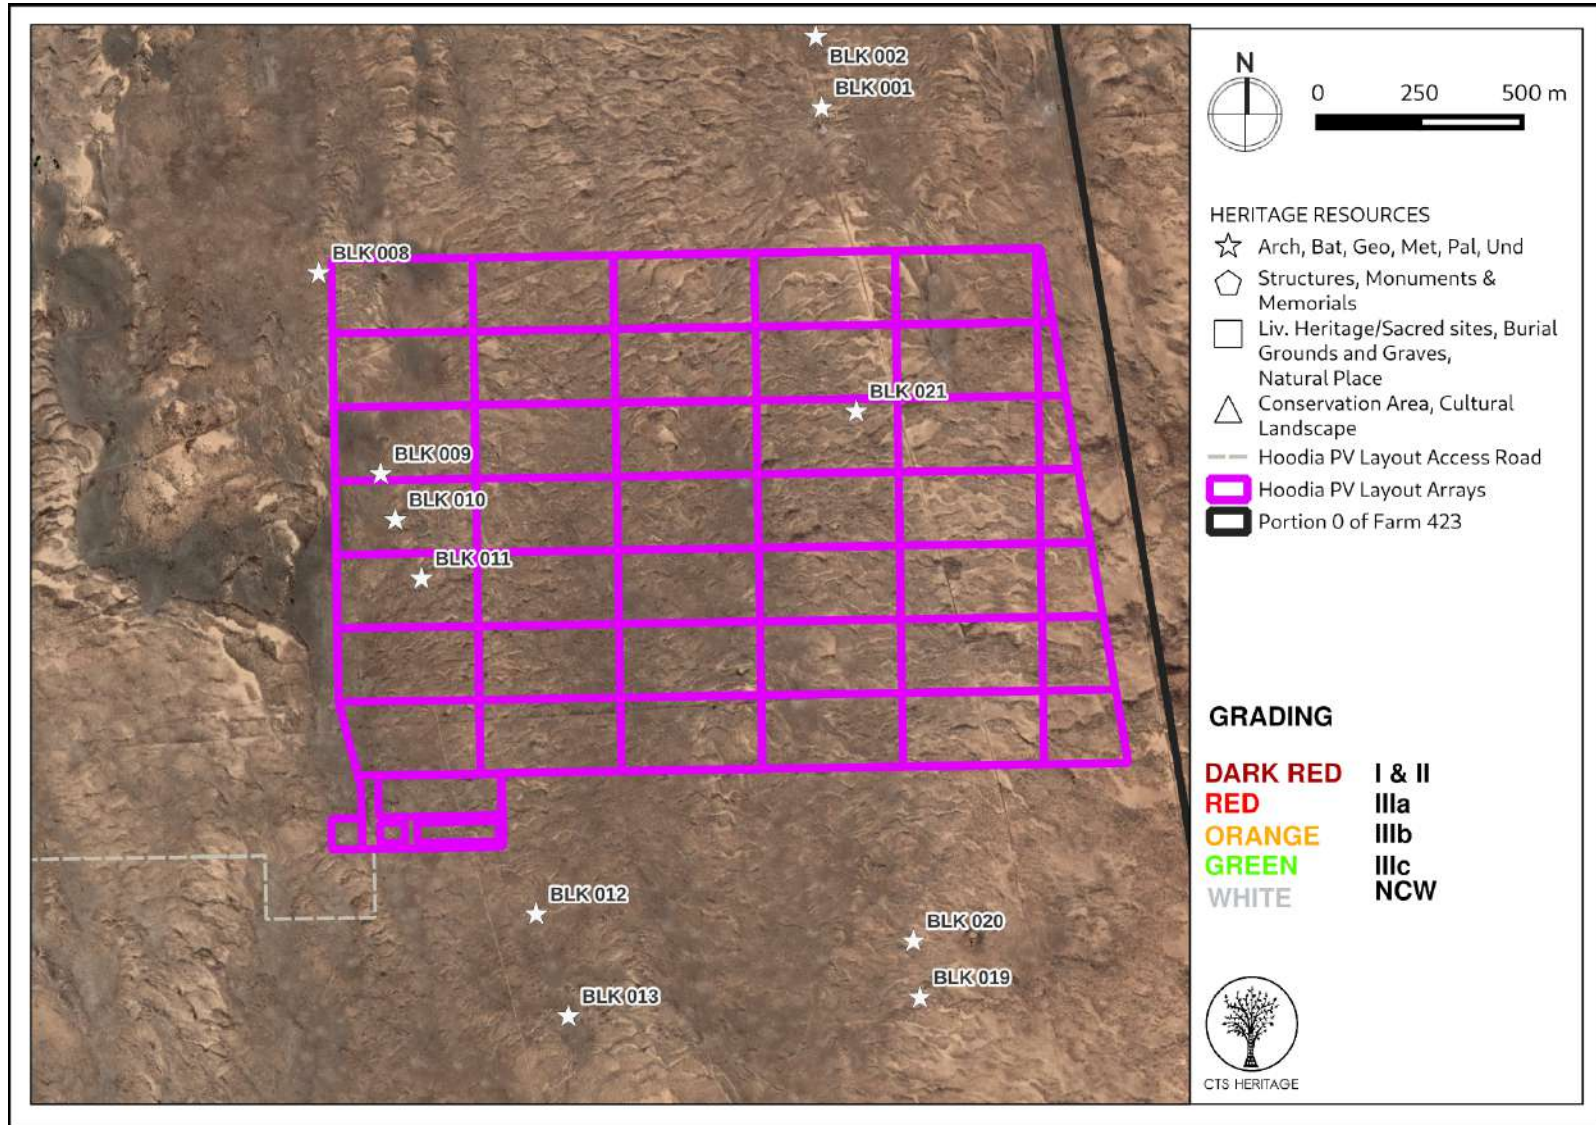 BLK 002
BLK 001
BLK 008
BLK 021
BLK 009
BLK 010
BLK 011
BLK 012
BLK 020
BLK 019
BLK 013
N
0 250 500 m
HERITAGE RESOURCES
Arch, Bat, Geo, Met, Pal, Und
Structures, Monuments &
Memorials
Liv. Heritage/Sacred sites, Burial
Grounds and Graves,
Natural Place
Conservation Area, Cultural
Landscape
Hoodia PV Layout Access Road
Hoodia PV Layout Arrays
Portion 0 of Farm 423
GRADING
DARK RED I & II
RED IIIa
ORANGE IIIb
GREEN IIIc
WHITE NCW
CTS HERITAGE